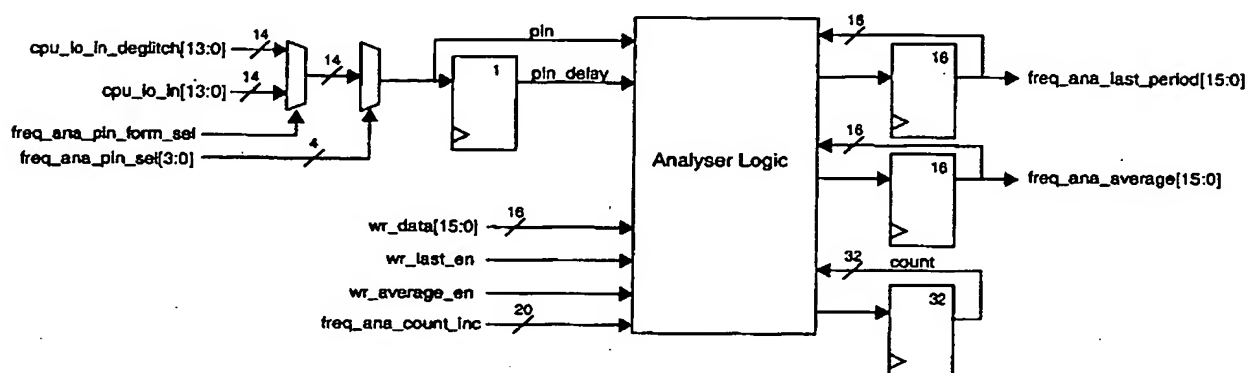 cpu_io_in_deglitch[13:0]
14
cpu_io_in[13:0]
14
14
freq_ana_pin_form_sel
freq_ana_pin_sel[3:0]
4
1
pin
pin_delay
Analyser Logic
wr_data[15:0]
16
wr_last_en
wr_average_en
freq_ana_count_inc
20
16
16
freq_ana_last_period[15:0]
16
16
freq_ana_average[15:0]
32
count
32